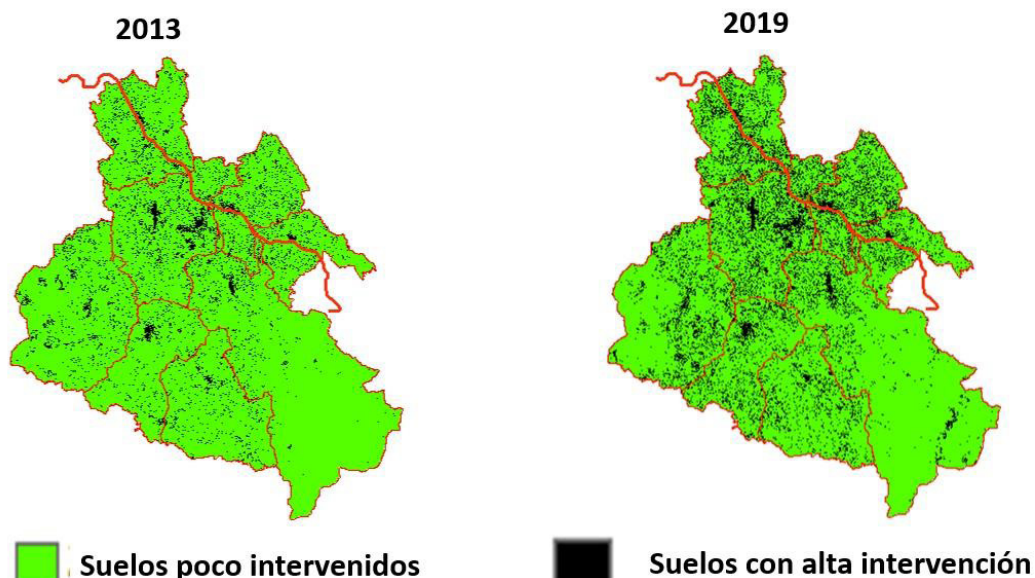 2013
2019
Suelos poco intervenidos
Suelos con alta intervención